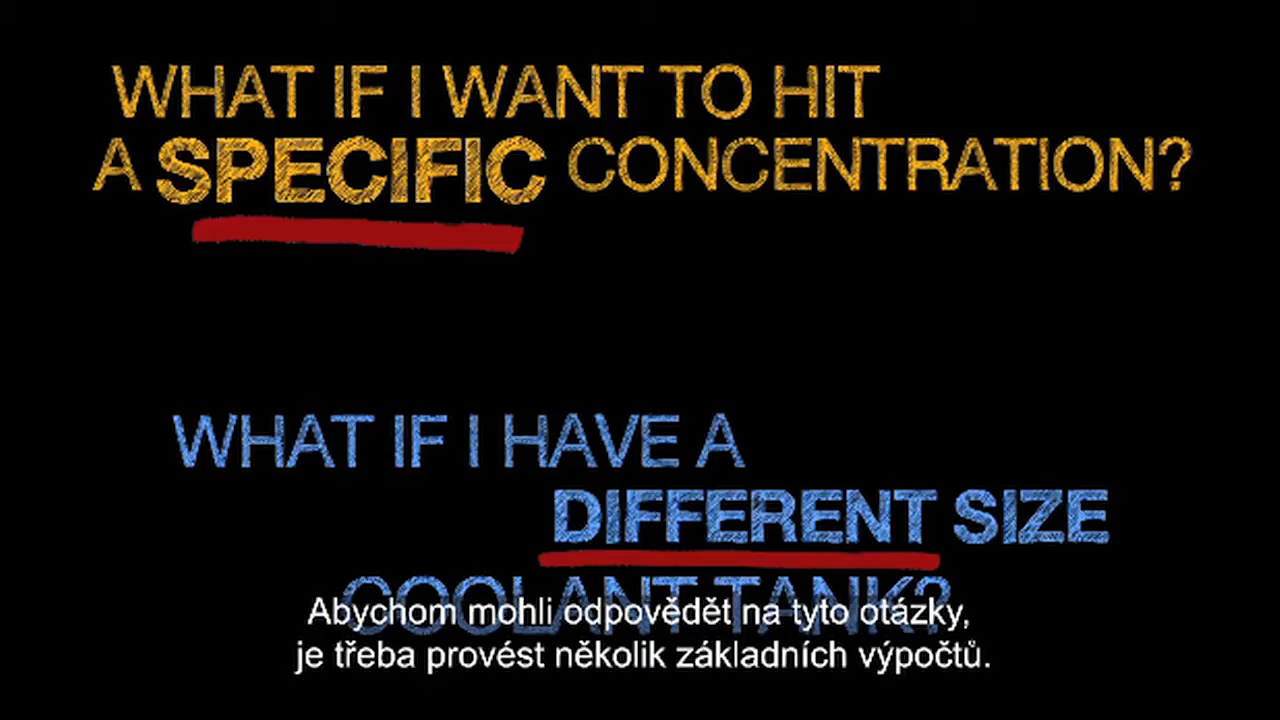 WHAT IF I WANT TO HIT
A SPECIFIC CONCENTRATION?
WHAT IF I HAVE A
DIFFERENT SIZE
COOLANT TANK?
Abychom mohli odpovědět na tyto otázky,
je třeba provést několik základních výpočtů.